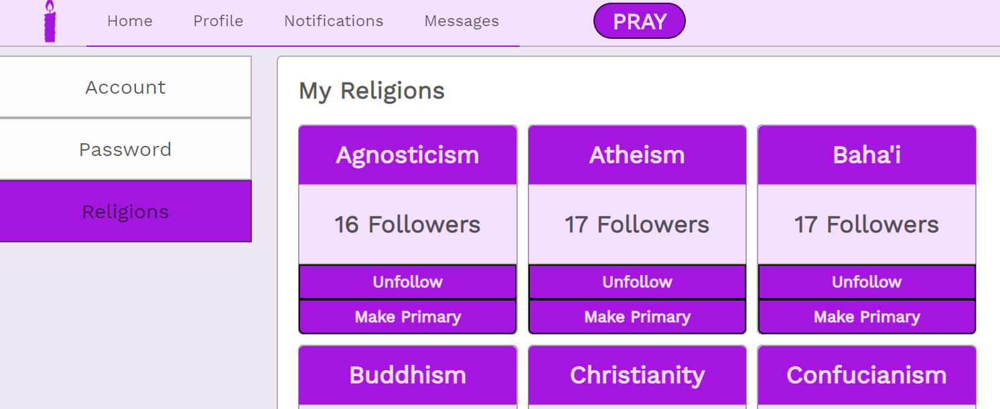 Home Profile Notifications Messages PRAY
Account
Password
Religions
My Religions
Agnosticism
16 Followers
Unfollow
Make Primary
Atheism
17 Followers
Unfollow
Make Primary
Baha'i
17 Followers
Unfollow
Make Primary
Buddhism
Christianity
Confucianism